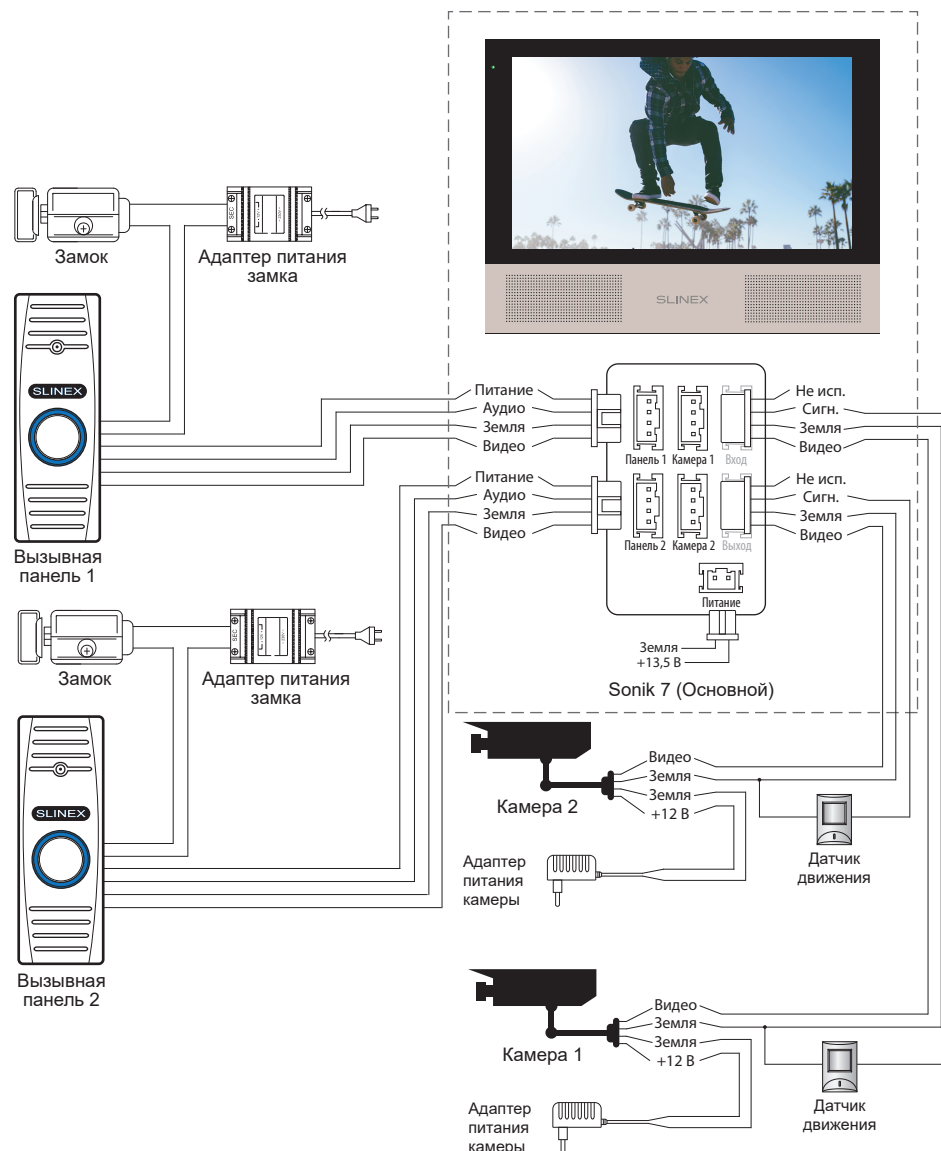 SLINEX
Замок
Адаптер питания
замка
SEC
SLINEX
Вызывная
панель 1
Питание
Аудио
Земля
Видео
Питание
Аудио
Земля
Видео
Панель 1
Камера 1
Вход
Панель 2
Камера 2
Выход
Питание
Не исп.
Сигн.
Земля
Видео
Не исп.
Сигн.
Земля
Видео
Земля
+13,5 В
Sonik 7 (Основной)
Замок
Адаптер питания
замка
SEC
SLINEX
Вызывная
панель 2
Камера 2
Видео
Земля
Земля
+12 В
Адаптер
питания
камеры
Датчик
движения
Камера 1
Видео
Земля
Земля
+12 В
Адаптер
питания
камеры
Датчик
движения